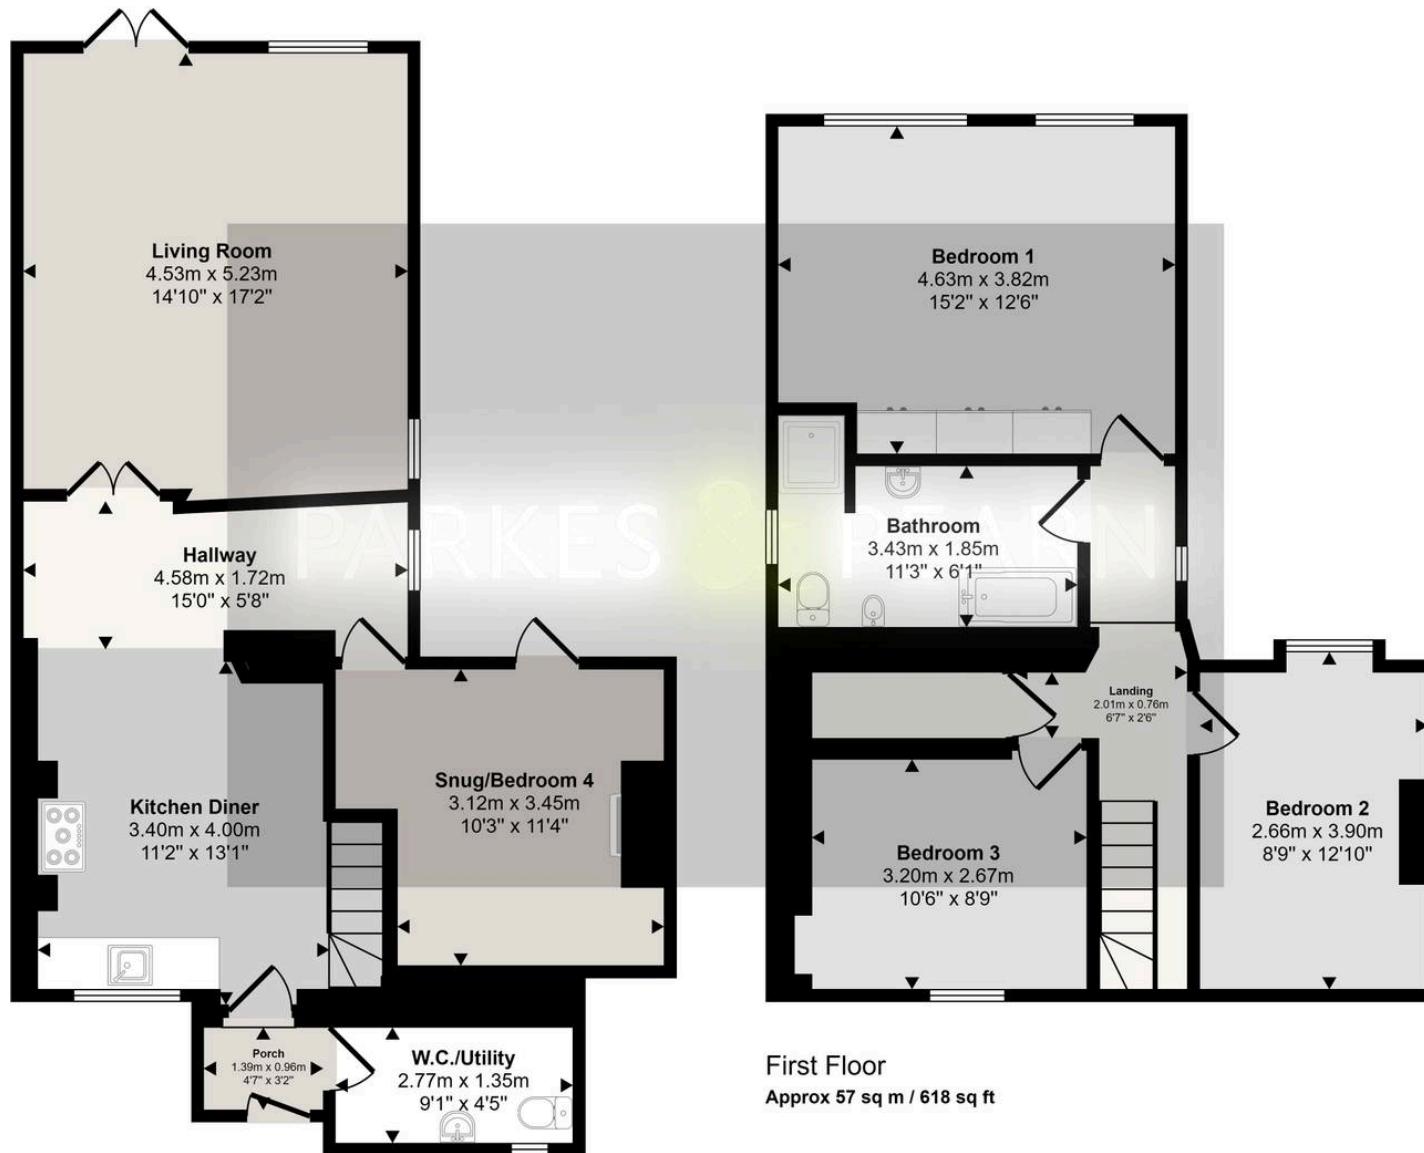 Living Room
4.53m x 5.23m
14'10" x 17'2"
Hallway
4.58m x 1.72m
15'0" x 5'8"
Kitchen Diner
3.40m x 4.00m
11'2" x 13'1"
Snug/Bedroom 4
3.12m x 3.45m
10'3" x 11'4"
Porch
1.39m x 0.96m
4'7" x 3'2"
W.C./Utility
2.77m x 1.35m
9'1" x 4'5"
Bedroom 1
4.63m x 3.82m
15'2" x 12'6"
Bathroom
3.43m x 1.85m
11'3" x 6'1"
Landing
2.01m x 0.76m
6'7" x 2'6"
Bedroom 2
2.66m x 3.90m
8'9" x 12'10"
Bedroom 3
3.20m x 2.67m
10'6" x 8'9"
First Floor
Approx 57 sq m / 618 sq ft
PARKES & PEARN